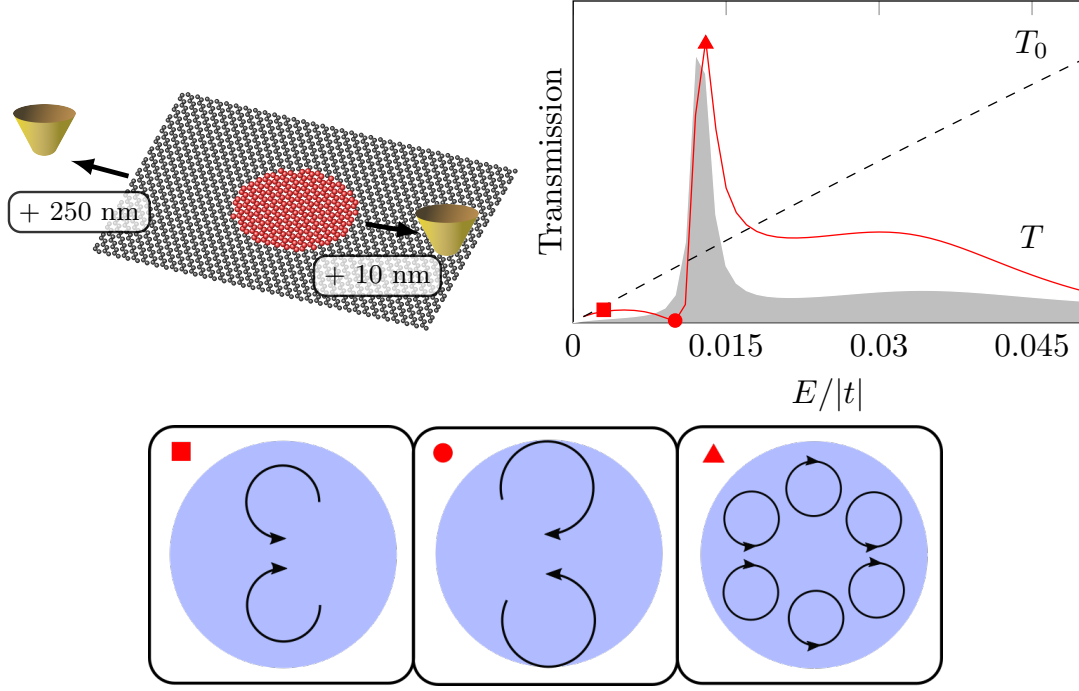 + 250 nm
+ 10 nm
Transmission
T₀
T
0
0.015
0.03
0.045
E/|t|